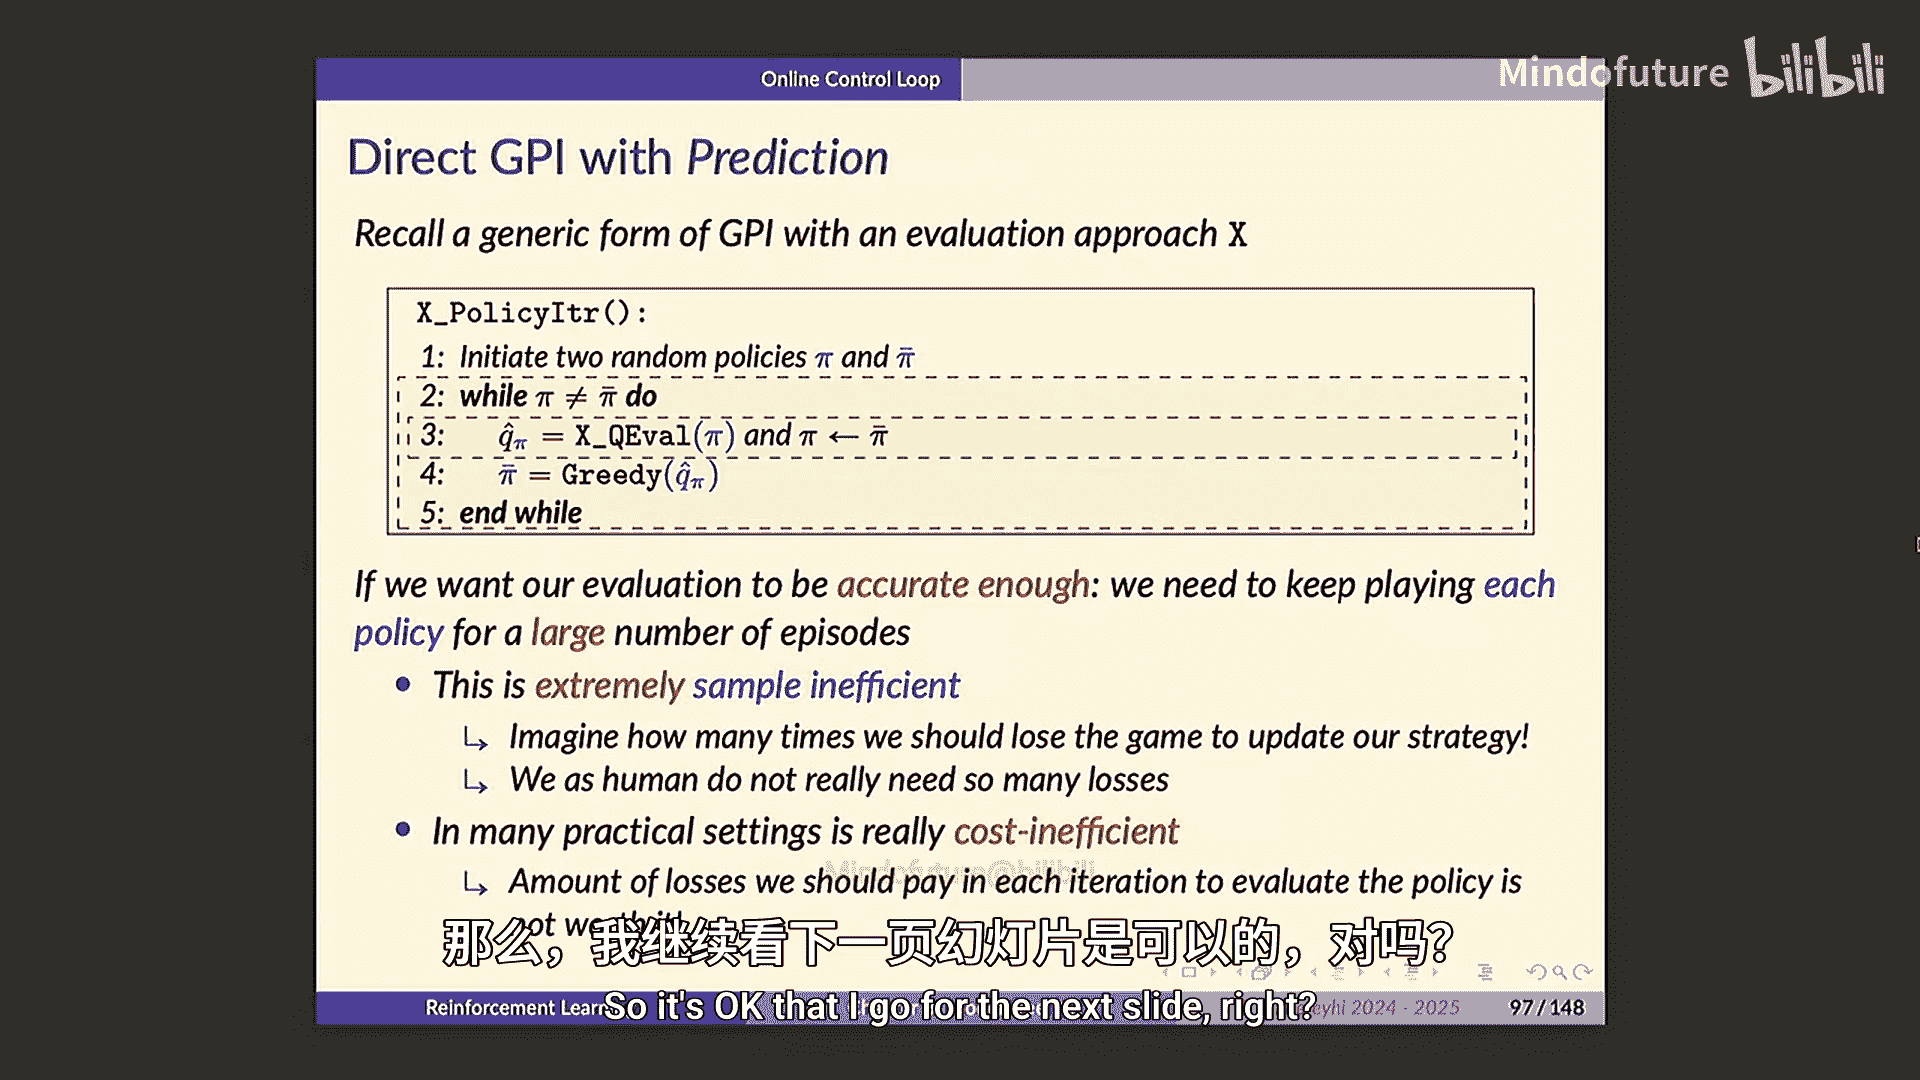 Online Control Loop
Mindofuture bilibili
Direct GPI with Prediction
Recall a generic form of GPI with an evaluation approach X
X_PolicyItr():
1: Initiate two random policies π and π̄
2: while π ≠ π̄ do
3: q̂_π = X_QEval(π) and π ← π̄
4: π̄ = Greedy(q̂_π)
5: end while
If we want our evaluation to be accurate enough: we need to keep playing each
policy for a large number of episodes
• This is extremely sample inefficient
↳ Imagine how many times we should lose the game to update our strategy!
↳ We as human do not really need so many losses
• In many practical settings is really cost-inefficient
Mindofuture@bilibili
↳ Amount of losses we should pay in each iteration to evaluate the policy is
not
那么，我继续看下一页幻灯片是可以的，对吗？
Reinforcement Learn
So it's OK that I go for the next slide, right?
2024 - 2025
97 / 148